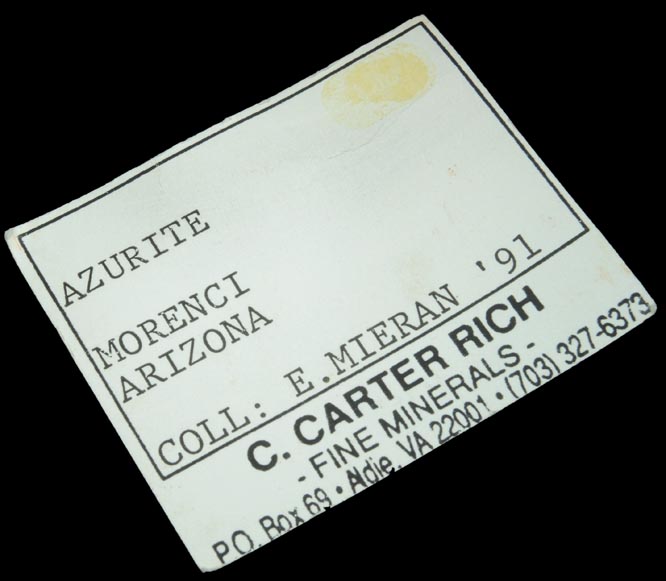 AZURITE
MORENCI
ARIZONA
COLL: E.MIERAN '91
C. CARTER RICH
- FINE MINERALS -
P.O. Box 69 • Aldie, VA 22001 • (703) 327-6373